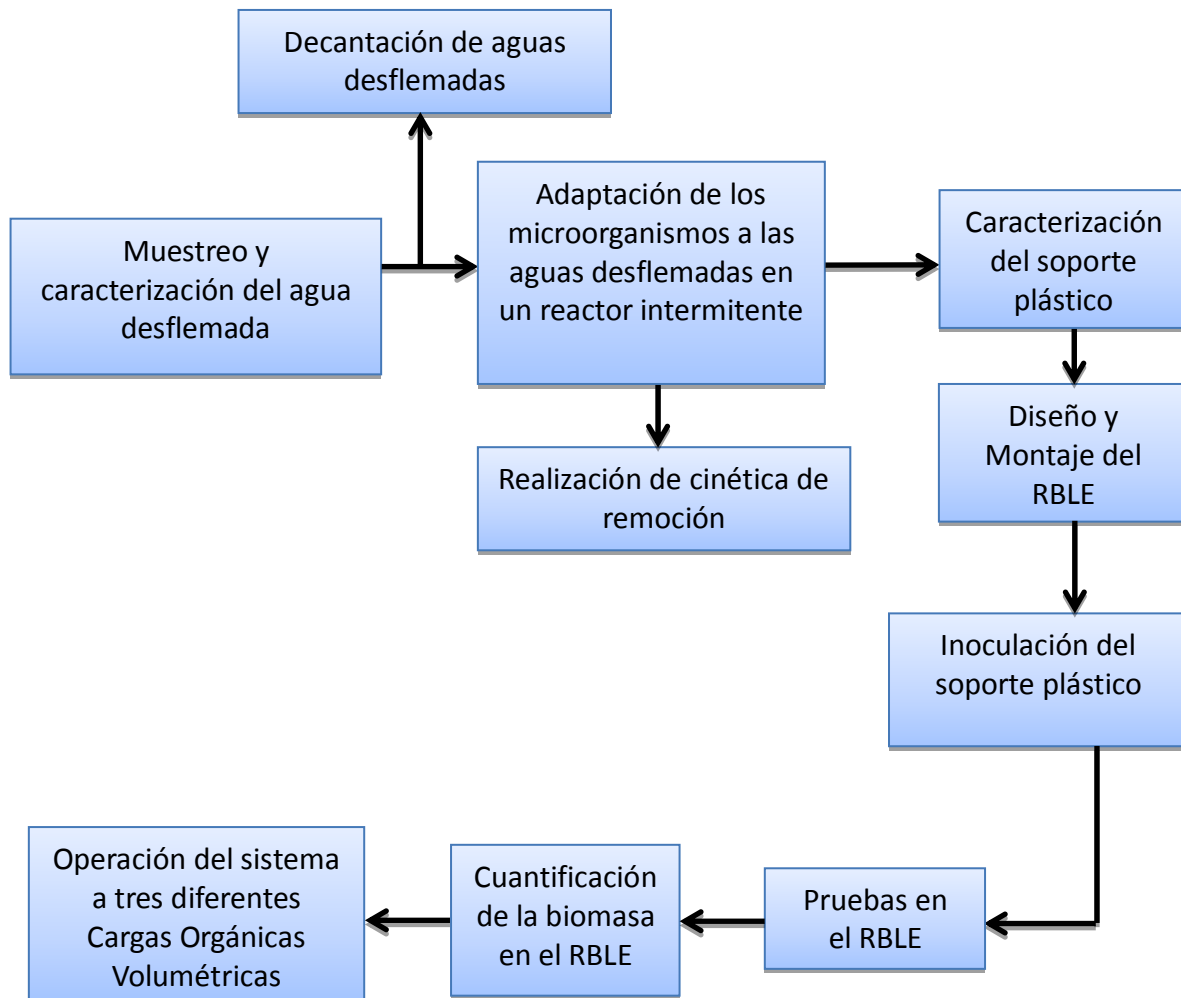 Decantación de aguas
desflemadas
Muestreo y
caracterización del agua
desflemada
Adaptación de los
microorganismos a las
aguas desflemadas en
un reactor intermitente
Caracterización
del soporte
plástico
Realización de cinética de
remoción
Diseño y
Montaje del
RBLE
Inoculación del
soporte plástico
Pruebas en
el RBLE
Cuantificación
de la biomasa
en el RBLE
Operación del sistema
a tres diferentes
Cargas Orgánicas
Volumétricas